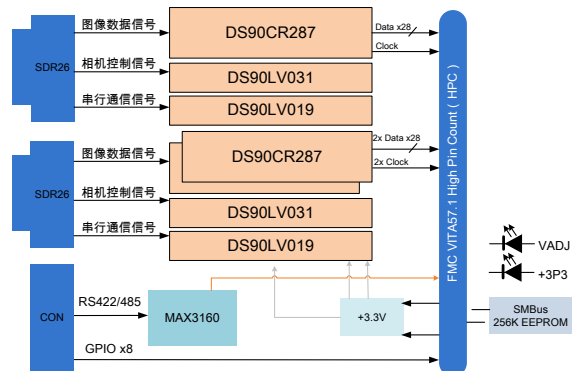 图像数据信号
DS90CR287
Data x28
Clock
SDR26
相机控制信号
DS90LV031
串行通信信号
DS90LV019
图像数据信号
DS90CR287
2x Data x28
2x Clock
SDR26
相机控制信号
DS90LV031
串行通信信号
DS90LV019
FMC VITA57.1 High Pin Count ( HPC )
VADJ
+3P3
CON
RS422/485
MAX3160
+3.3V
SMBus
256K EEPROM
GPIO x8